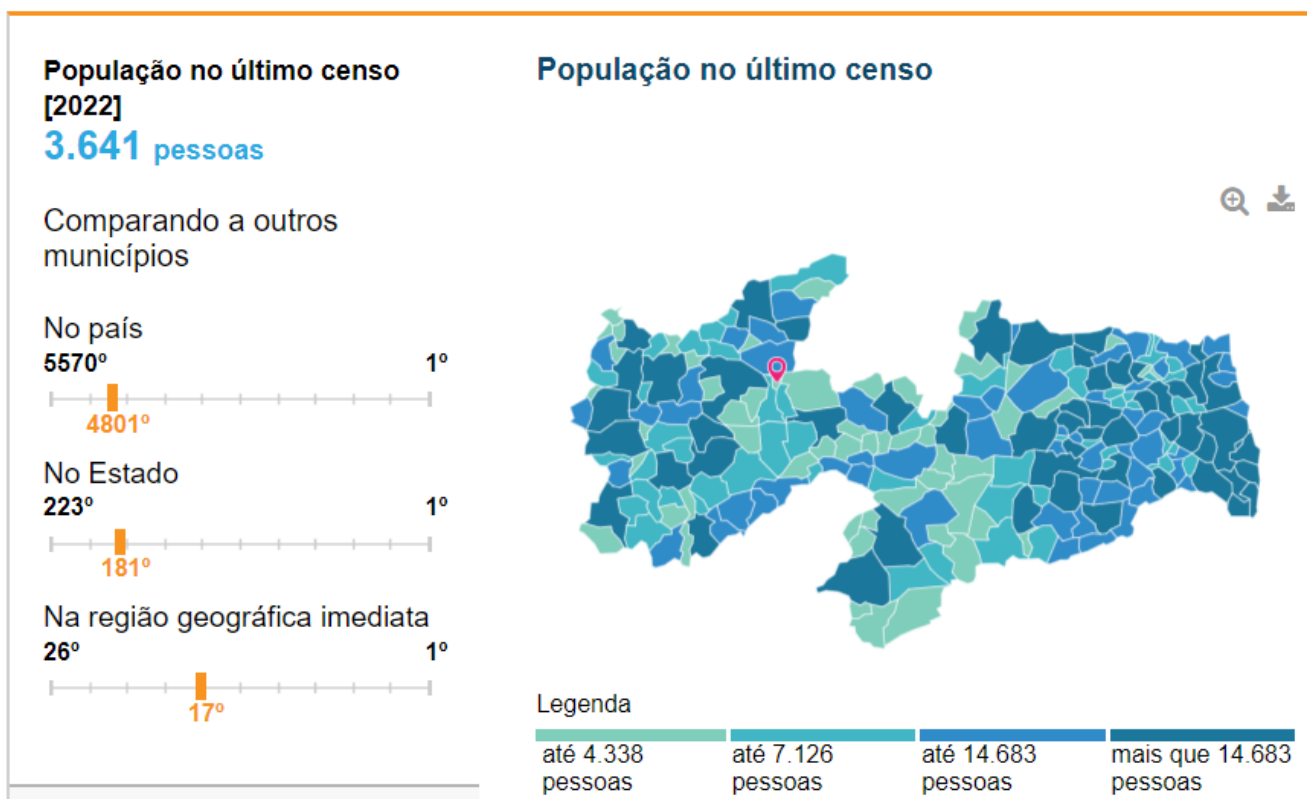 População no último censo
[2022]
3.641 pessoas
Comparando a outros
municípios
No país
5570º 1º
4801º
No Estado
223º 1º
181º
Na região geográfica imediata
26º 1º
17º
População no último censo
Legenda
até 4.338 pessoas
até 7.126 pessoas
até 14.683 pessoas
mais que 14.683 pessoas